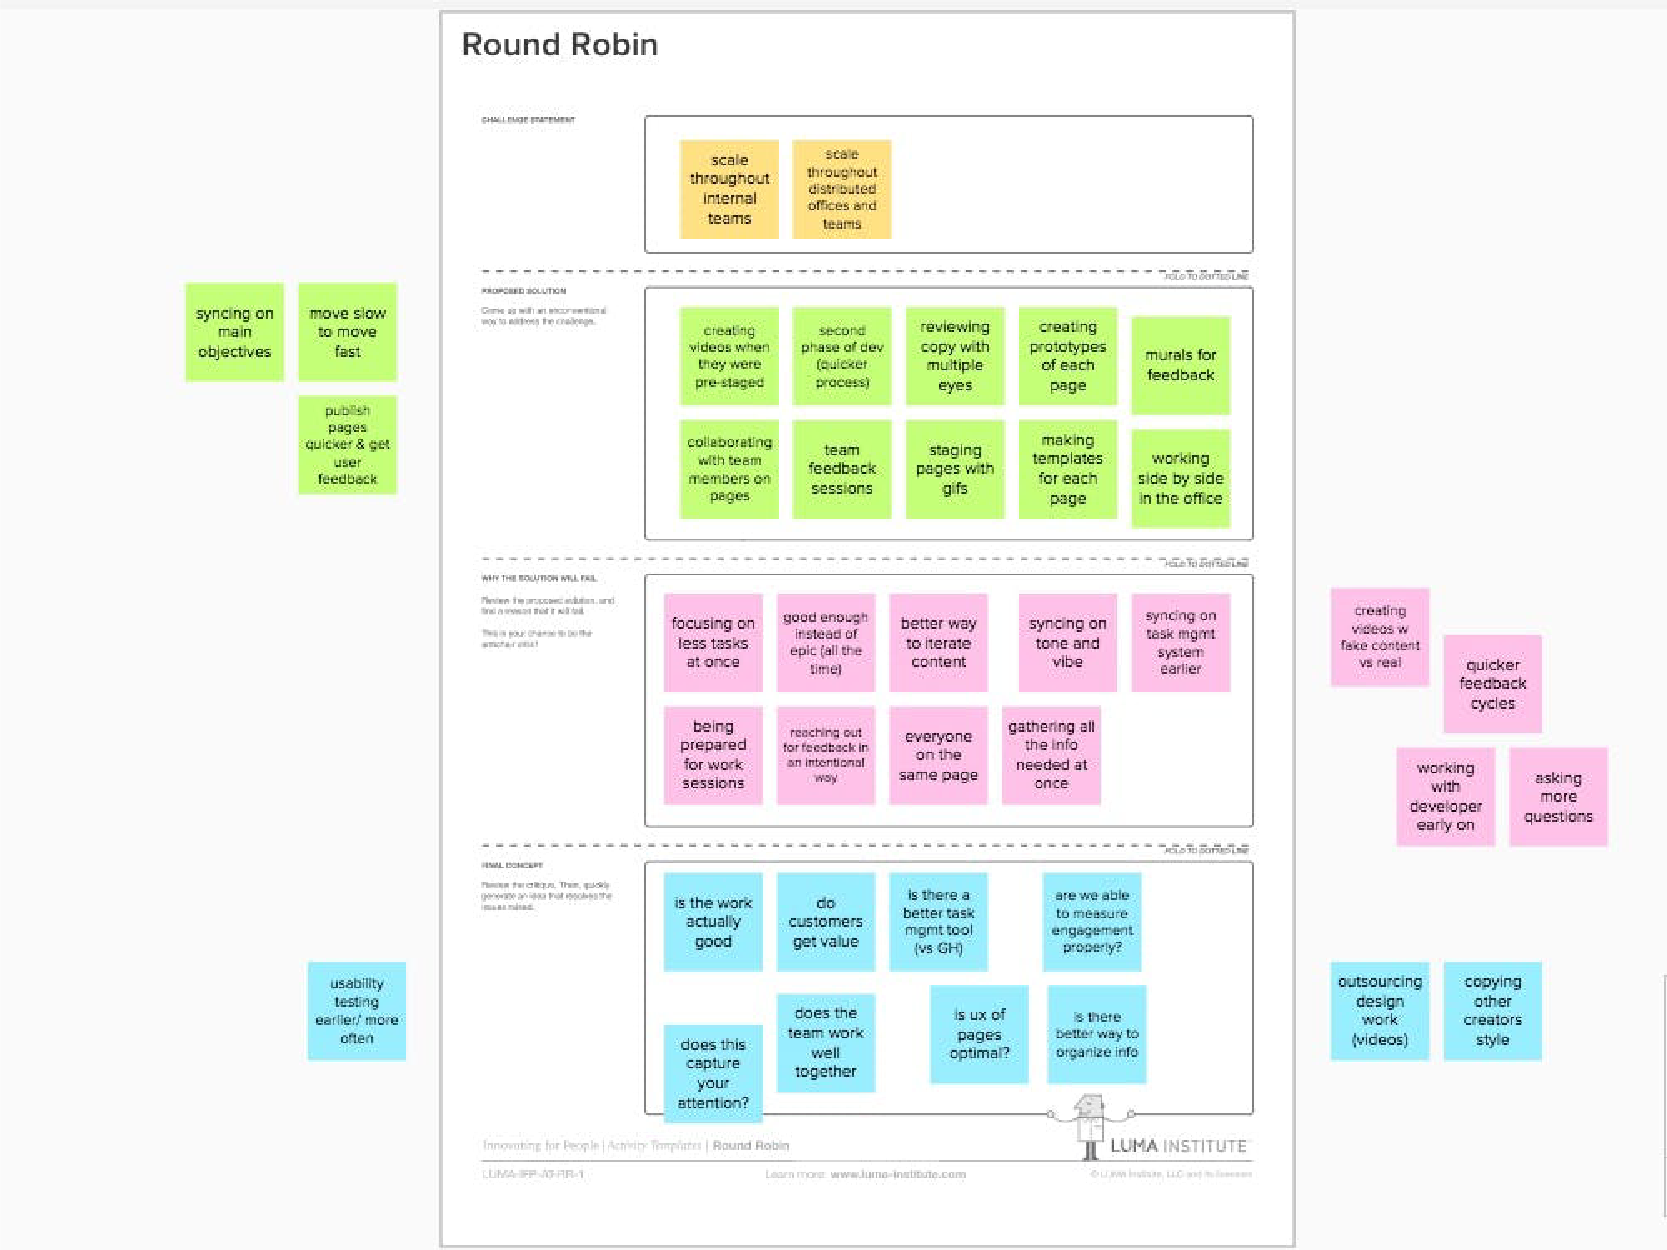 Round Robin
CHALLENGE STATEMENT
scale
throughout
internal
teams
scale
throughout
distributed
offices and
teams
FOLD TO DOTTED LINE
PROPOSED SOLUTION
Come up with an unconventional
way to address the challenge.
syncing on
main
objectives
move slow
to move
fast
publish
pages
quicker & get
user
feedback
creating
videos when
they were
pre-staged
second
phase of dev
(quicker
process)
reviewing
copy with
multiple
eyes
creating
prototypes
of each
page
murals for
feedback
collaborating
with team
members on
pages
team
feedback
sessions
staging
pages with
gifs
making
templates
for each
page
working
side by side
in the office
FOLD TO DOTTED LINE
WHY THE SOLUTION WILL FAIL
Review the proposed solution, and
find a reason that it will fail.
This is your chance to be the
armchair critic!
focusing on
less tasks
at once
good enough
instead of
epic (all the
time)
better way
to iterate
content
syncing on
tone and
vibe
syncing on
task mgmt
system
earlier
being
prepared
for work
sessions
reaching out
for feedback in
an intentional
way
everyone
on the
same page
gathering all
the info
needed at
once
creating
videos w
fake content
vs real
quicker
feedback
cycles
working
with
developer
early on
asking
more
questions
FOLD TO DOTTED LINE
FINAL CONCEPT
Review the critique. Then, quickly
generate an idea that resolves the
issues raised.
is the work
actually
good
do
customers
get value
is there a
better task
mgmt tool
(vs GH)
are we able
to measure
engagement
properly?
does this
capture
your
attention?
does the
team work
well
together
is ux of
pages
optimal?
is there
better way to
organize info
usability
testing
earlier/ more
often
outsourcing
design
work
(videos)
copying
other
creators
style
Innovating for People | Activity Templates | Round Robin
LUMA INSTITUTE
LUMA-IFP-AT-RR-1
Learn more: www.luma-institute.com
© LUMA Institute, LLC and its licensors